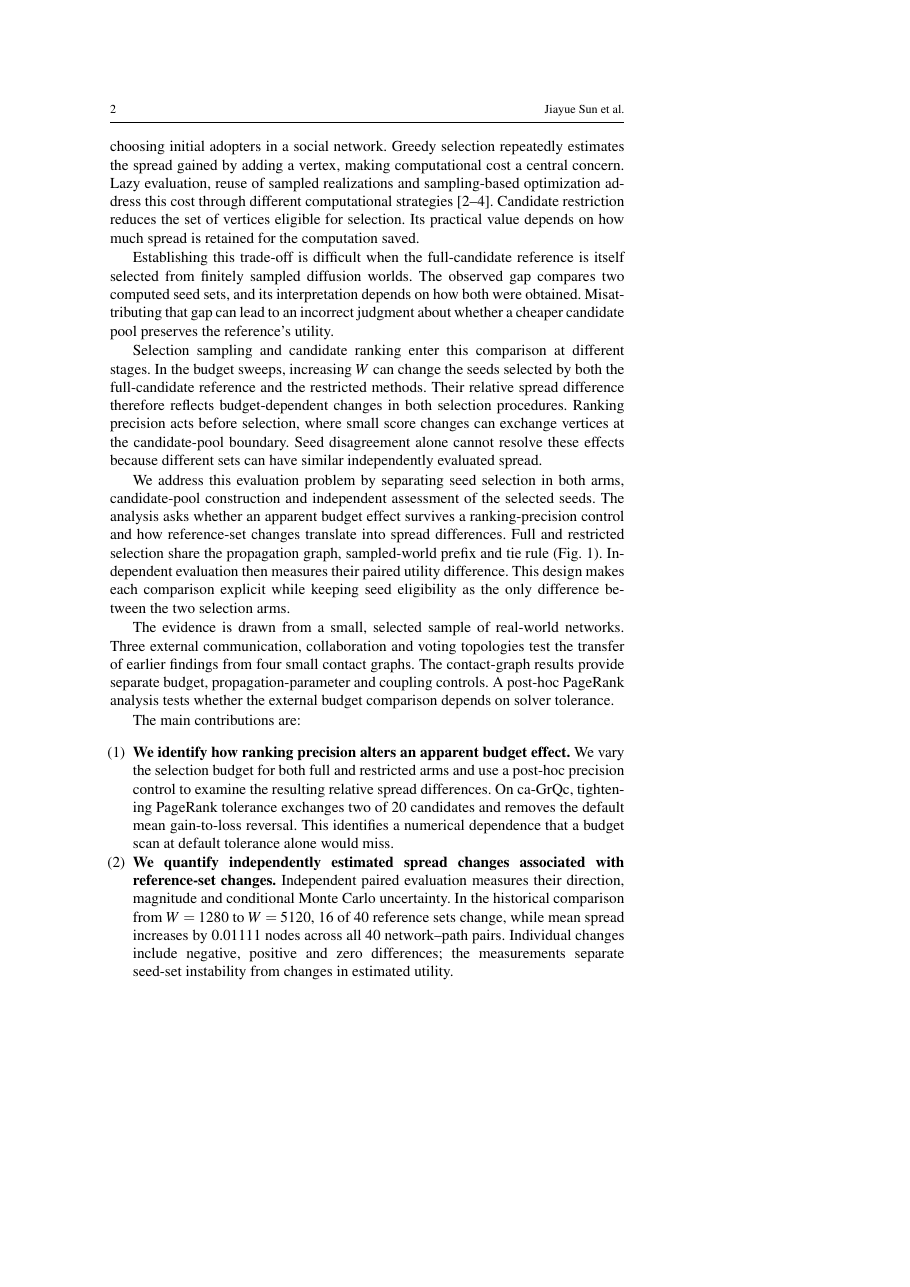 2 Jiayue Sun et al.
choosing initial adopters in a social network. Greedy selection repeatedly estimates
the spread gained by adding a vertex, making computational cost a central concern.
Lazy evaluation, reuse of sampled realizations and sampling-based optimization ad-
dress this cost through different computational strategies [2–4]. Candidate restriction
reduces the set of vertices eligible for selection. Its practical value depends on how
much spread is retained for the computation saved.
Establishing this trade-off is difficult when the full-candidate reference is itself
selected from finitely sampled diffusion worlds. The observed gap compares two
computed seed sets, and its interpretation depends on how both were obtained. Misat-
tributing that gap can lead to an incorrect judgment about whether a cheaper candidate
pool preserves the reference's utility.
Selection sampling and candidate ranking enter this comparison at different
stages. In the budget sweeps, increasing W can change the seeds selected by both the
full-candidate reference and the restricted methods. Their relative spread difference
therefore reflects budget-dependent changes in both selection procedures. Ranking
precision acts before selection, where small score changes can exchange vertices at
the candidate-pool boundary. Seed disagreement alone cannot resolve these effects
because different sets can have similar independently evaluated spread.
We address this evaluation problem by separating seed selection in both arms,
candidate-pool construction and independent assessment of the selected seeds. The
analysis asks whether an apparent budget effect survives a ranking-precision control
and how reference-set changes translate into spread differences. Full and restricted
selection share the propagation graph, sampled-world prefix and tie rule (Fig. 1). In-
dependent evaluation then measures their paired utility difference. This design makes
each comparison explicit while keeping seed eligibility as the only difference be-
tween the two selection arms.
The evidence is drawn from a small, selected sample of real-world networks.
Three external communication, collaboration and voting topologies test the transfer
of earlier findings from four small contact graphs. The contact-graph results provide
separate budget, propagation-parameter and coupling controls. A post-hoc PageRank
analysis tests whether the external budget comparison depends on solver tolerance.
The main contributions are:
(1) We identify how ranking precision alters an apparent budget effect. We vary
the selection budget for both full and restricted arms and use a post-hoc precision
control to examine the resulting relative spread differences. On ca-GrQc, tighten-
ing PageRank tolerance exchanges two of 20 candidates and removes the default
mean gain-to-loss reversal. This identifies a numerical dependence that a budget
scan at default tolerance alone would miss.
(2) We quantify independently estimated spread changes associated with
reference-set changes. Independent paired evaluation measures their direction,
magnitude and conditional Monte Carlo uncertainty. In the historical comparison
from W = 1280 to W = 5120, 16 of 40 reference sets change, while mean spread
increases by 0.01111 nodes across all 40 network–path pairs. Individual changes
include negative, positive and zero differences; the measurements separate
seed-set instability from changes in estimated utility.